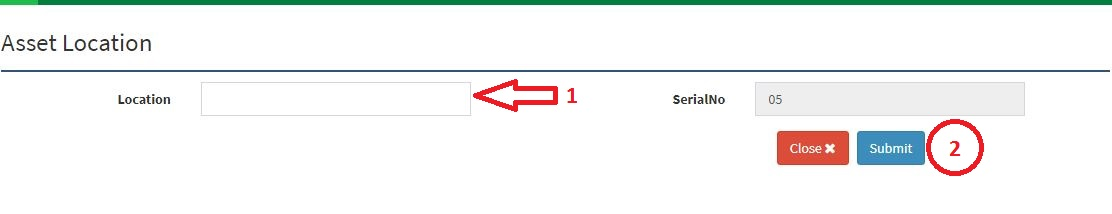 Asset Location
Location 1 SerialNo 05
Close ✖ Submit 2